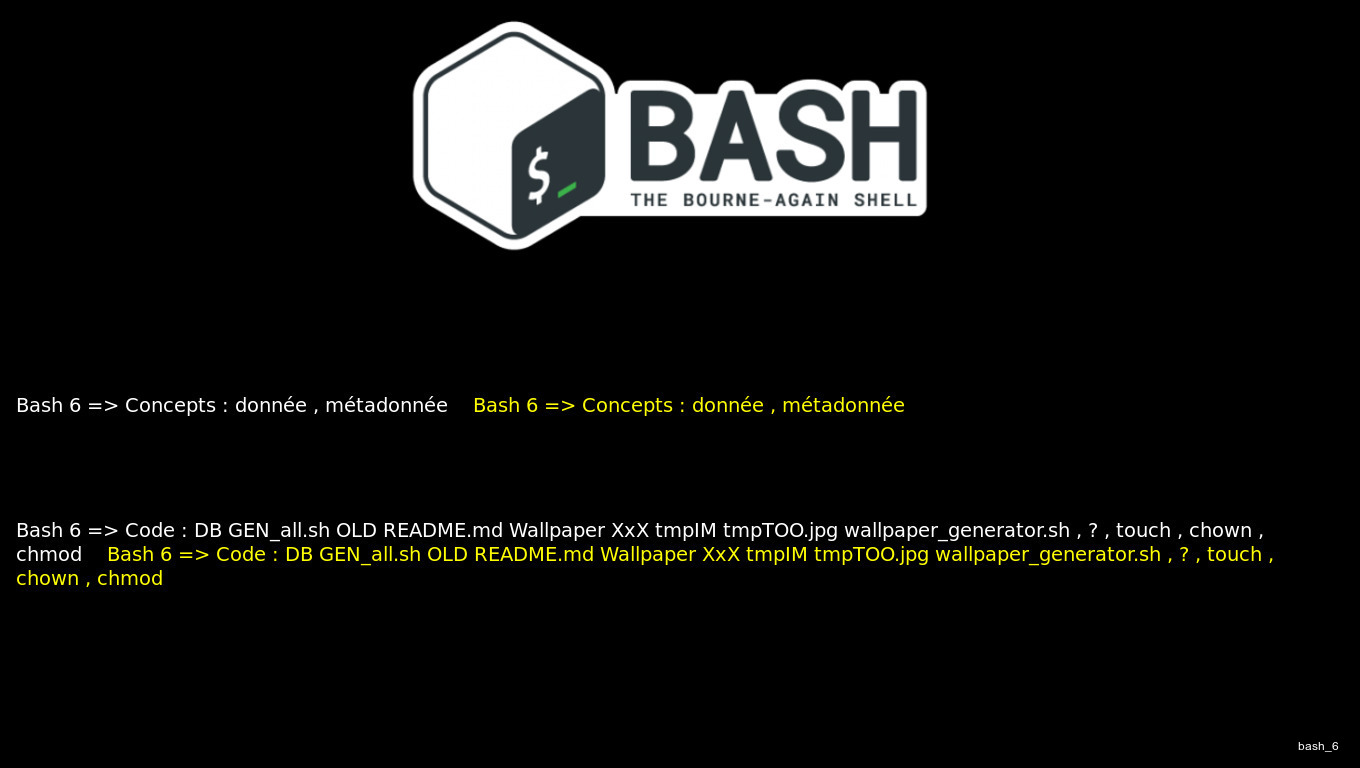 $_
BASH
THE BOURNE-AGAIN SHELL
Bash 6 => Concepts : donnée , métadonnée Bash 6 => Concepts : donnée , métadonnée
Bash 6 => Code : DB GEN_all.sh OLD README.md Wallpaper XxX tmpIM tmpTOO.jpg wallpaper_generator.sh , ? , touch , chown ,
chmod Bash 6 => Code : DB GEN_all.sh OLD README.md Wallpaper XxX tmpIM tmpTOO.jpg wallpaper_generator.sh , ? , touch ,
chown , chmod
bash_6